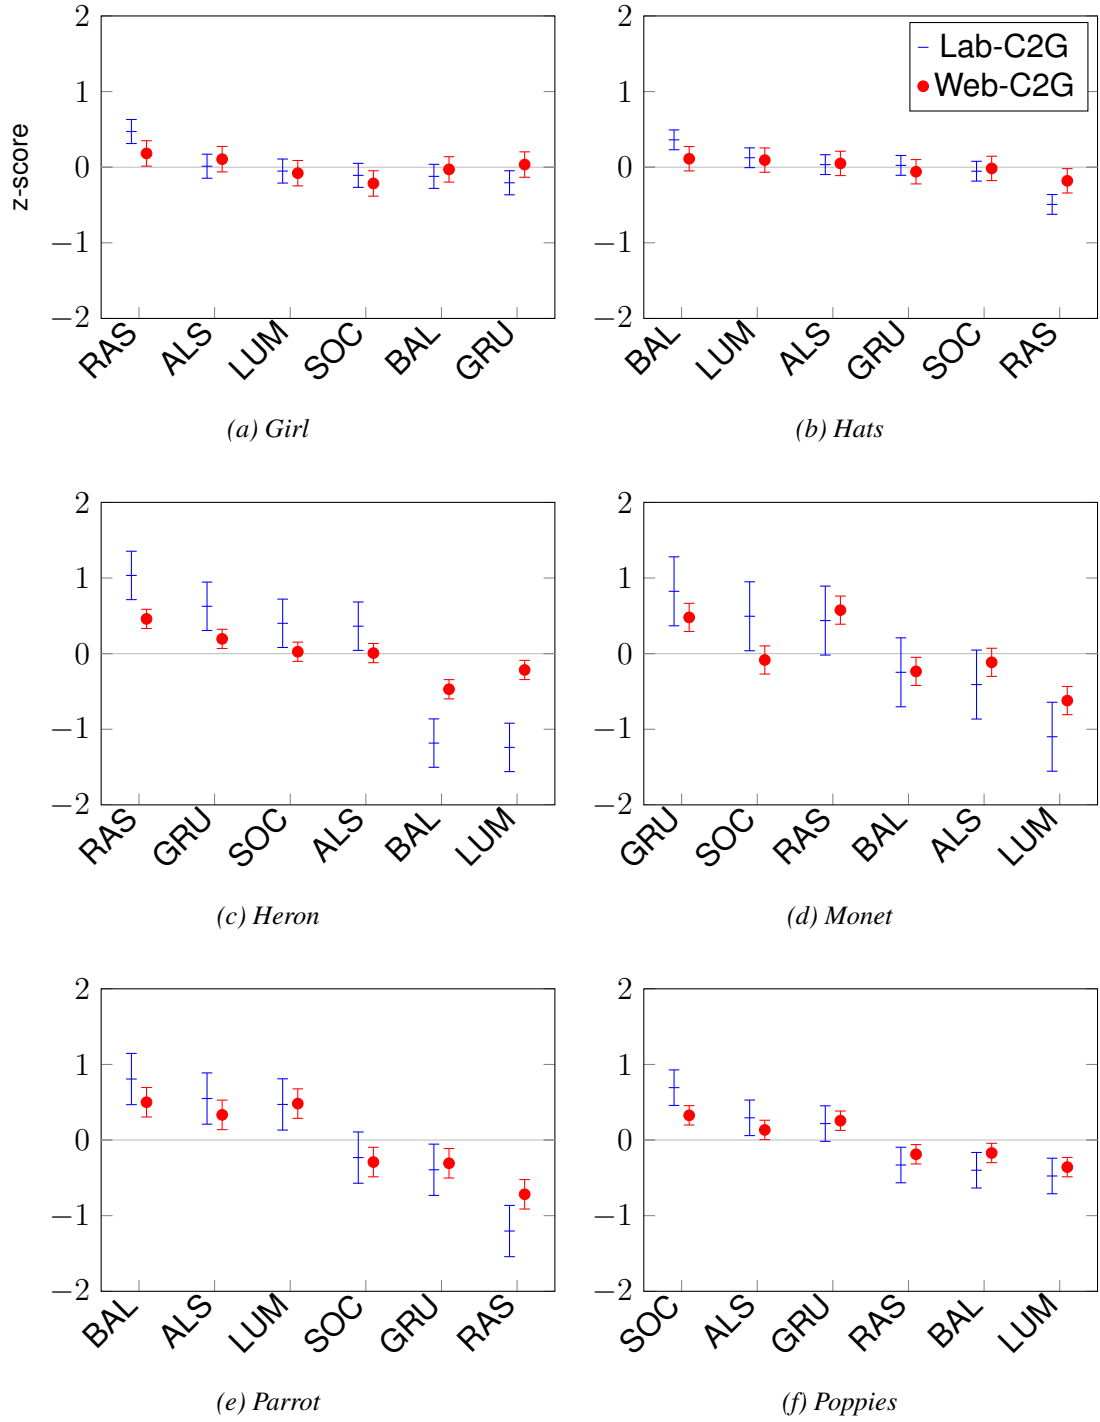 2
1
0
−1
−2
z-score
RAS ALS LUM SOC BAL GRU
(a) Girl
2
1
0
−1
−2
Lab-C2G
Web-C2G
BAL LUM ALS GRU SOC RAS
(b) Hats
2
1
0
−1
−2
RAS GRU SOC ALS BAL LUM
(c) Heron
2
1
0
−1
−2
GRU SOC RAS BAL ALS LUM
(d) Monet
2
1
0
−1
−2
BAL ALS LUM SOC GRU RAS
(e) Parrot
2
1
0
−1
−2
SOC ALS GRU RAS BAL LUM
(f) Poppies